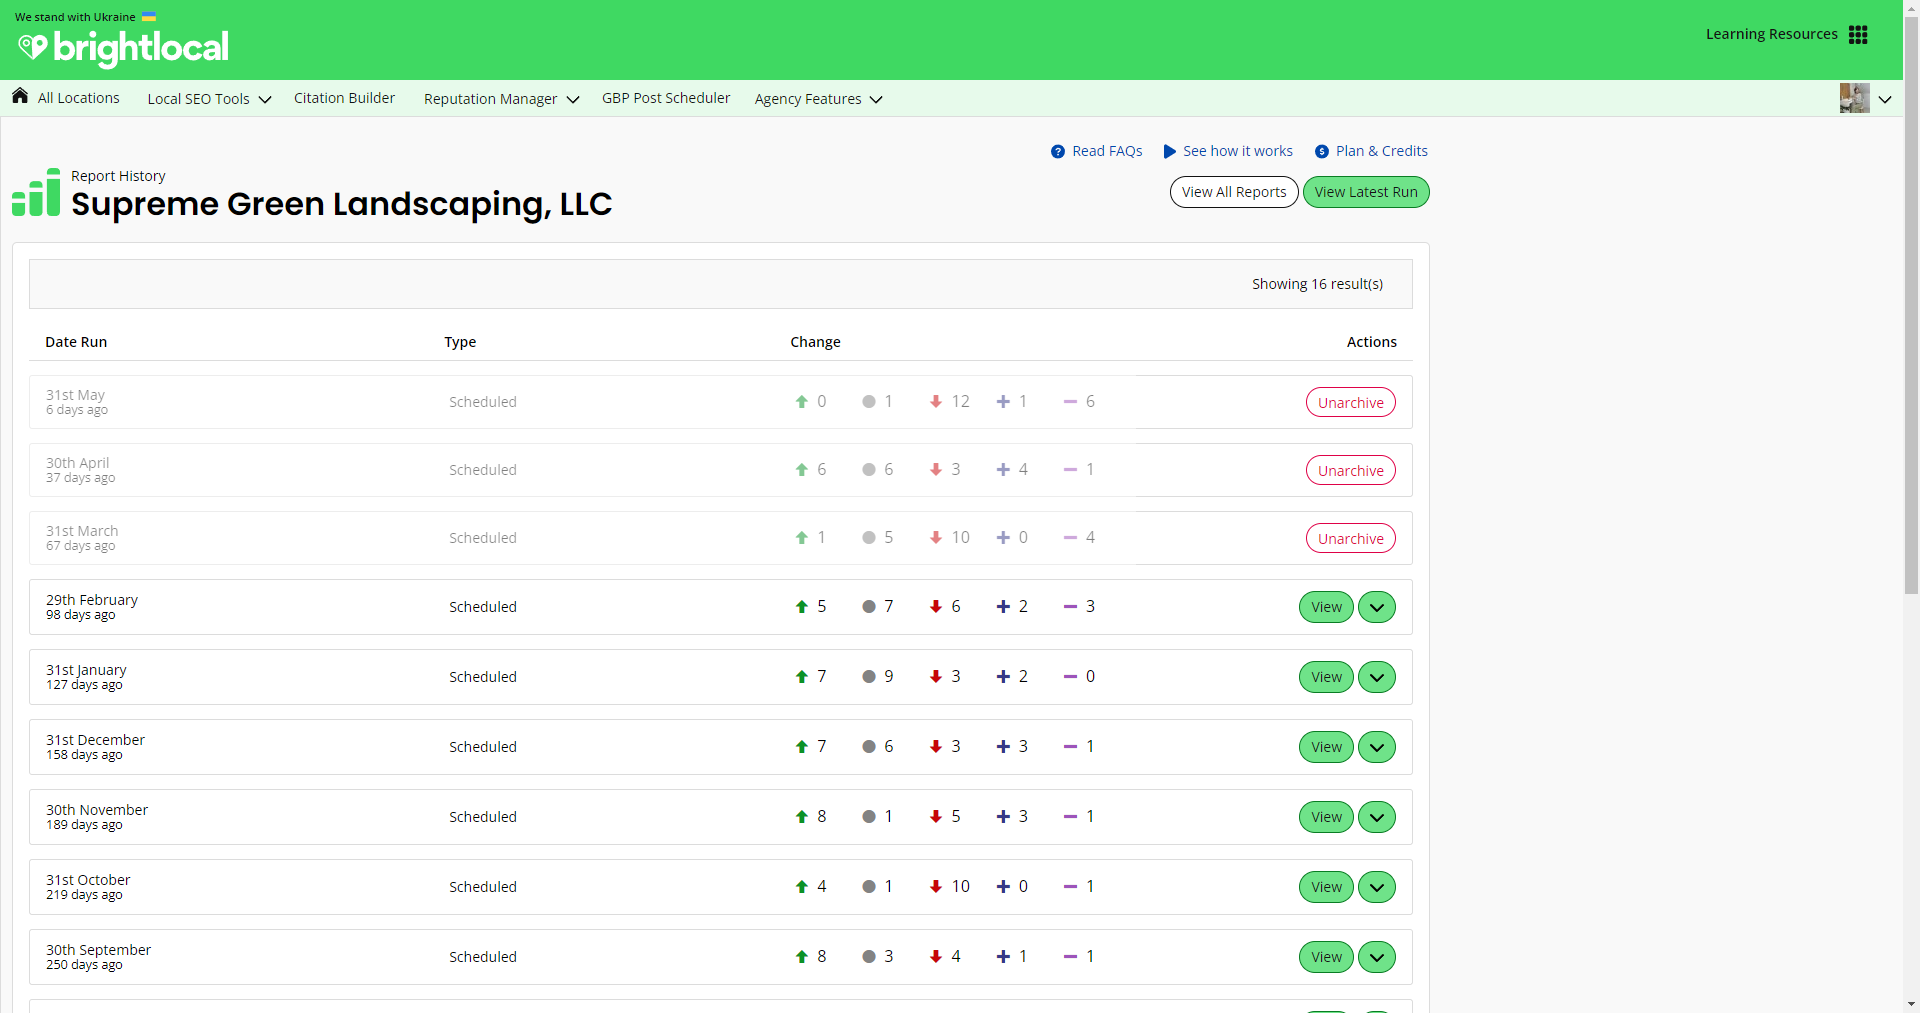 We stand with Ukraine
brightlocal
Learning Resources
All Locations Local SEO Tools Citation Builder Reputation Manager GBP Post Scheduler Agency Features
Read FAQs See how it works Plan & Credits
Report History
Supreme Green Landscaping, LLC
View All Reports View Latest Run
Showing 16 result(s)
Date Run Type Change Actions
31st May
6 days ago
Scheduled 0 1 12 1 6 Unarchive
30th April
37 days ago
Scheduled 6 6 3 4 1 Unarchive
31st March
67 days ago
Scheduled 1 5 10 0 4 Unarchive
29th February
98 days ago
Scheduled 5 7 6 2 3 View
31st January
127 days ago
Scheduled 7 9 3 2 0 View
31st December
158 days ago
Scheduled 7 6 3 3 1 View
30th November
189 days ago
Scheduled 8 1 5 3 1 View
31st October
219 days ago
Scheduled 4 1 10 0 1 View
30th September
250 days ago
Scheduled 8 3 4 1 1 View